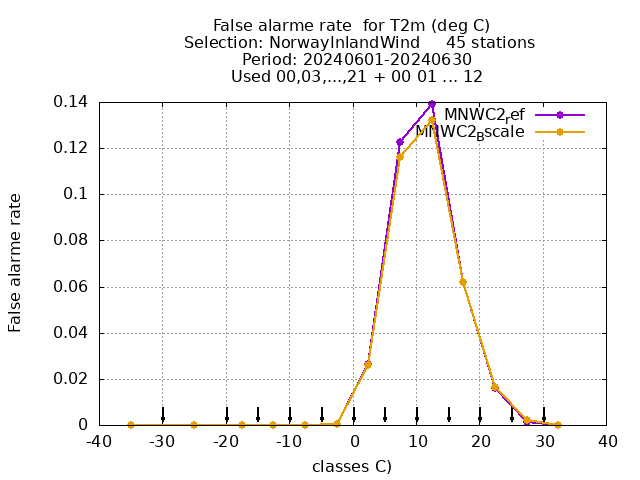 False alarme rate  for T2m (deg C)
Selection: NorwayInlandWind     45 stations
Period: 20240601-20240630
Used 00,03,...,21 + 00 01 ... 12
MNWC2ref
MNWC2Bscale
0.14
0.12
0.1
0.08
0.06
0.04
0.02
0
False alarme rate
-40 -30 -20 -10 0 10 20 30 40
classes C)